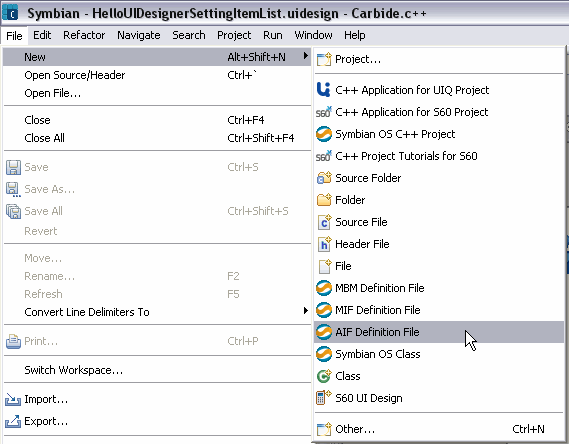 Symbian - HelloUIDesignerSettingItemList.uidesign - Carbide.c++
File Edit Refactor Navigate Search Project Run Window Help
New Alt+Shift+N
Open Source/Header Ctrl+`
Open File...
Close Ctrl+F4
Close All Ctrl+Shift+F4
Save Ctrl+S
Save As...
Save All Ctrl+Shift+S
Revert
Move...
Rename... F2
Refresh F5
Convert Line Delimiters To
Print... Ctrl+P
Switch Workspace...
Import...
Export...
Project...
C++ Application for UIQ Project
S60 C++ Application for S60 Project
Symbian OS C++ Project
S60 C++ Project Tutorials for S60
Source Folder
Folder
c Source File
h Header File
File
MBM Definition File
MIF Definition File
AIF Definition File
Symbian OS Class
C Class
S60 UI Design
Other... Ctrl+N